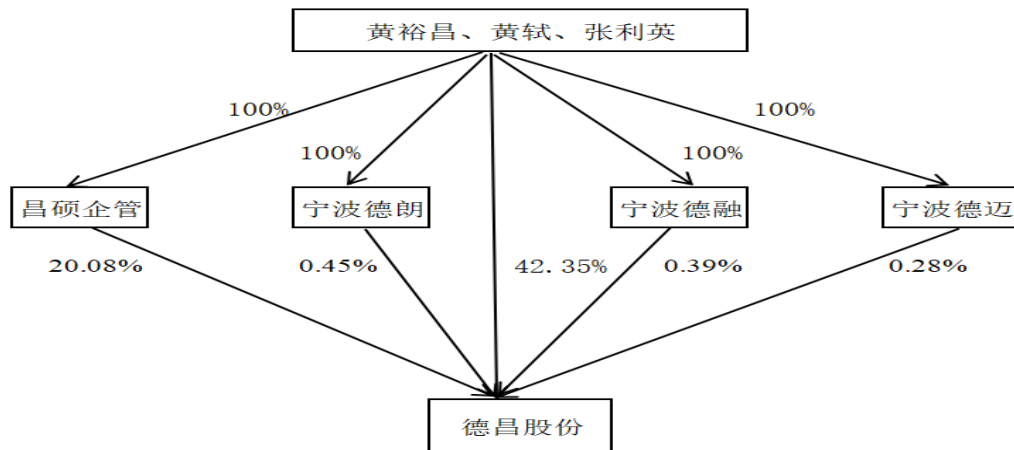 黄裕昌、黄轼、张利英
100%
100%
100%
100%
昌硕企管
宁波德朗
宁波德融
宁波德迈
20.08%
0.45%
42.35%
0.39%
0.28%
德昌股份